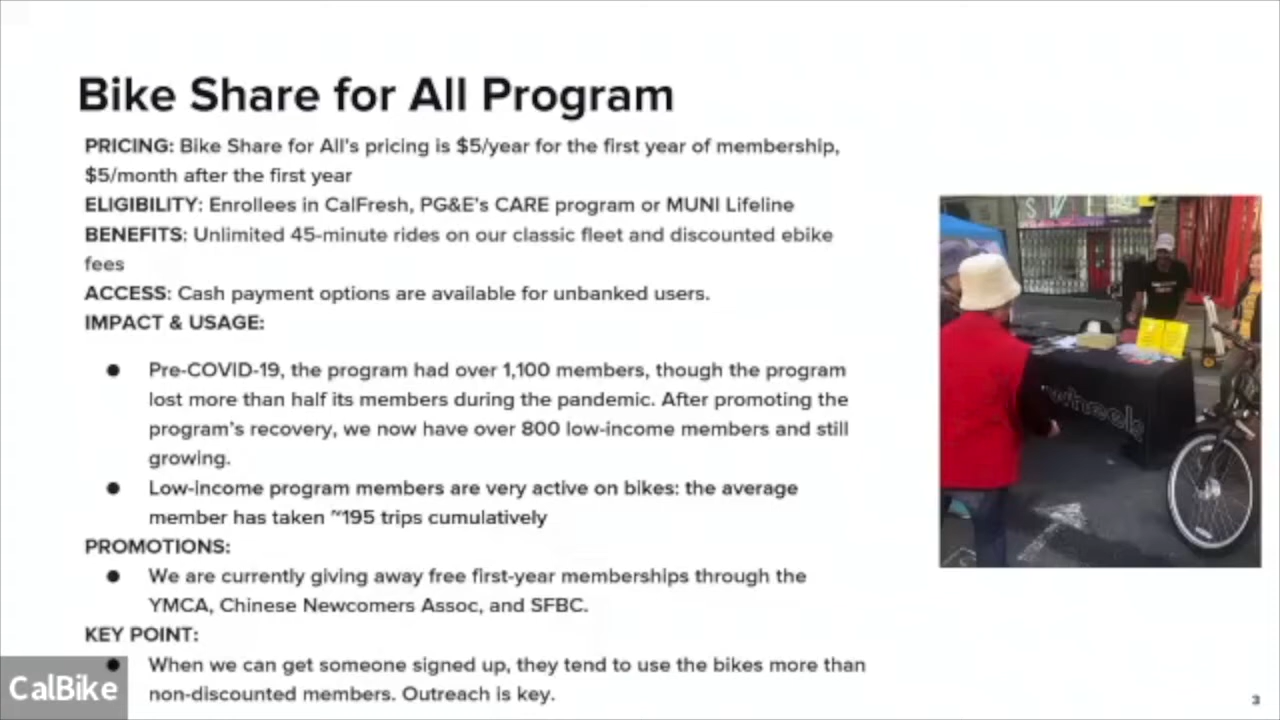 Bike Share for All Program
PRICING: Bike Share for All's pricing is $5/year for the first year of membership,
$5/month after the first year
ELIGIBILITY: Enrollees in CalFresh, PG&E's CARE program or MUNI Lifeline
BENEFITS: Unlimited 45-minute rides on our classic fleet and discounted ebike
fees
ACCESS: Cash payment options are available for unbanked users.
IMPACT & USAGE:
● Pre-COVID-19, the program had over 1,100 members, though the program
lost more than half its members during the pandemic. After promoting the
program's recovery, we now have over 800 low-income members and still
growing.
● Low-income program members are very active on bikes: the average
member has taken ~195 trips cumulatively
PROMOTIONS:
● We are currently giving away free first-year memberships through the
YMCA, Chinese Newcomers Assoc, and SFBC.
KEY POINT:
● When we can get someone signed up, they tend to use the bikes more than
non-discounted members. Outreach is key.
CalBike
3
wheels